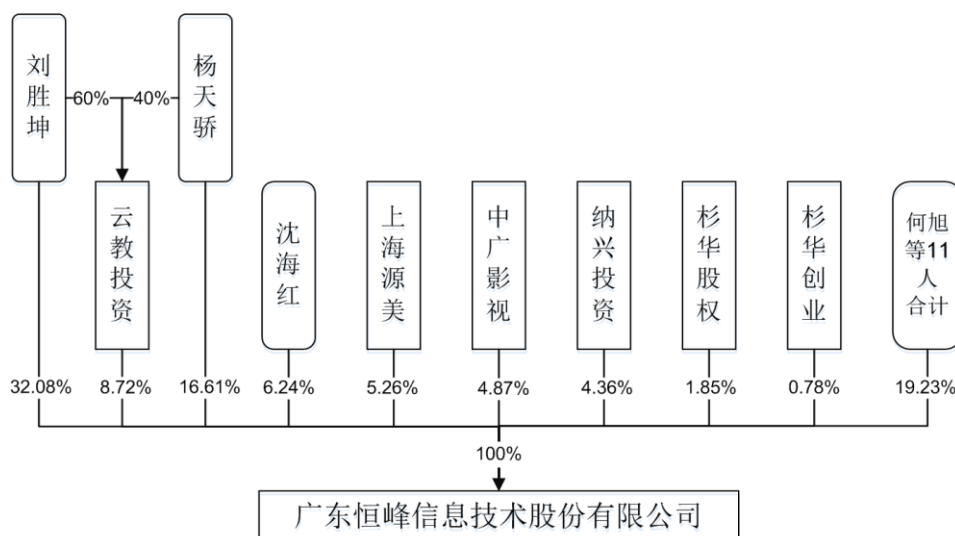 刘胜坤
60%
40%
杨天骄
云教投资
沈海红
上海源美
中广影视
纳兴投资
杉华股权
杉华创业
何旭
等11
人
合计
32.08%
8.72%
16.61%
6.24%
5.26%
4.87%
4.36%
1.85%
0.78%
19.23%
100%
广东恒峰信息技术股份有限公司